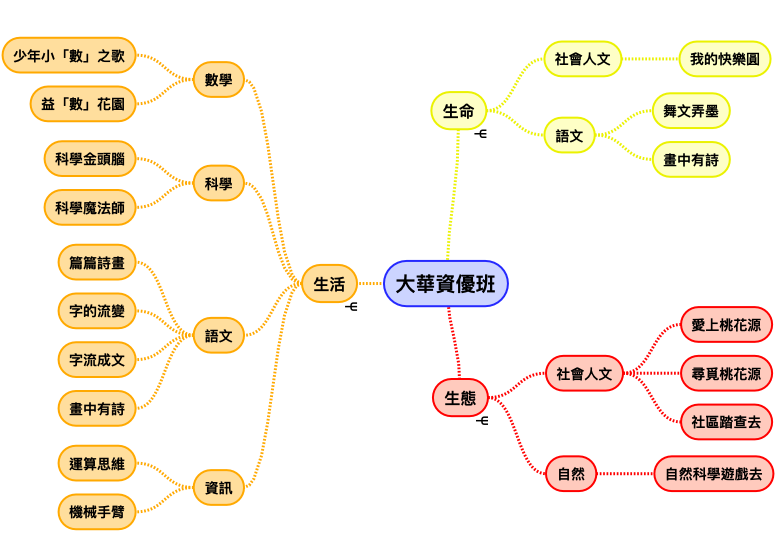 大華資優班
生命
社會人文
我的快樂圓
語文
舞文弄墨
畫中有詩
生態
社會人文
愛上桃花源
尋覓桃花源
社區踏查去
自然
自然科學遊戲去
生活
數學
少年小「數」之歌
益「數」花園
科學
科學金頭腦
科學魔法師
語文
篇篇詩畫
字的流變
字流成文
畫中有詩
資訊
運算思維
機械手臂